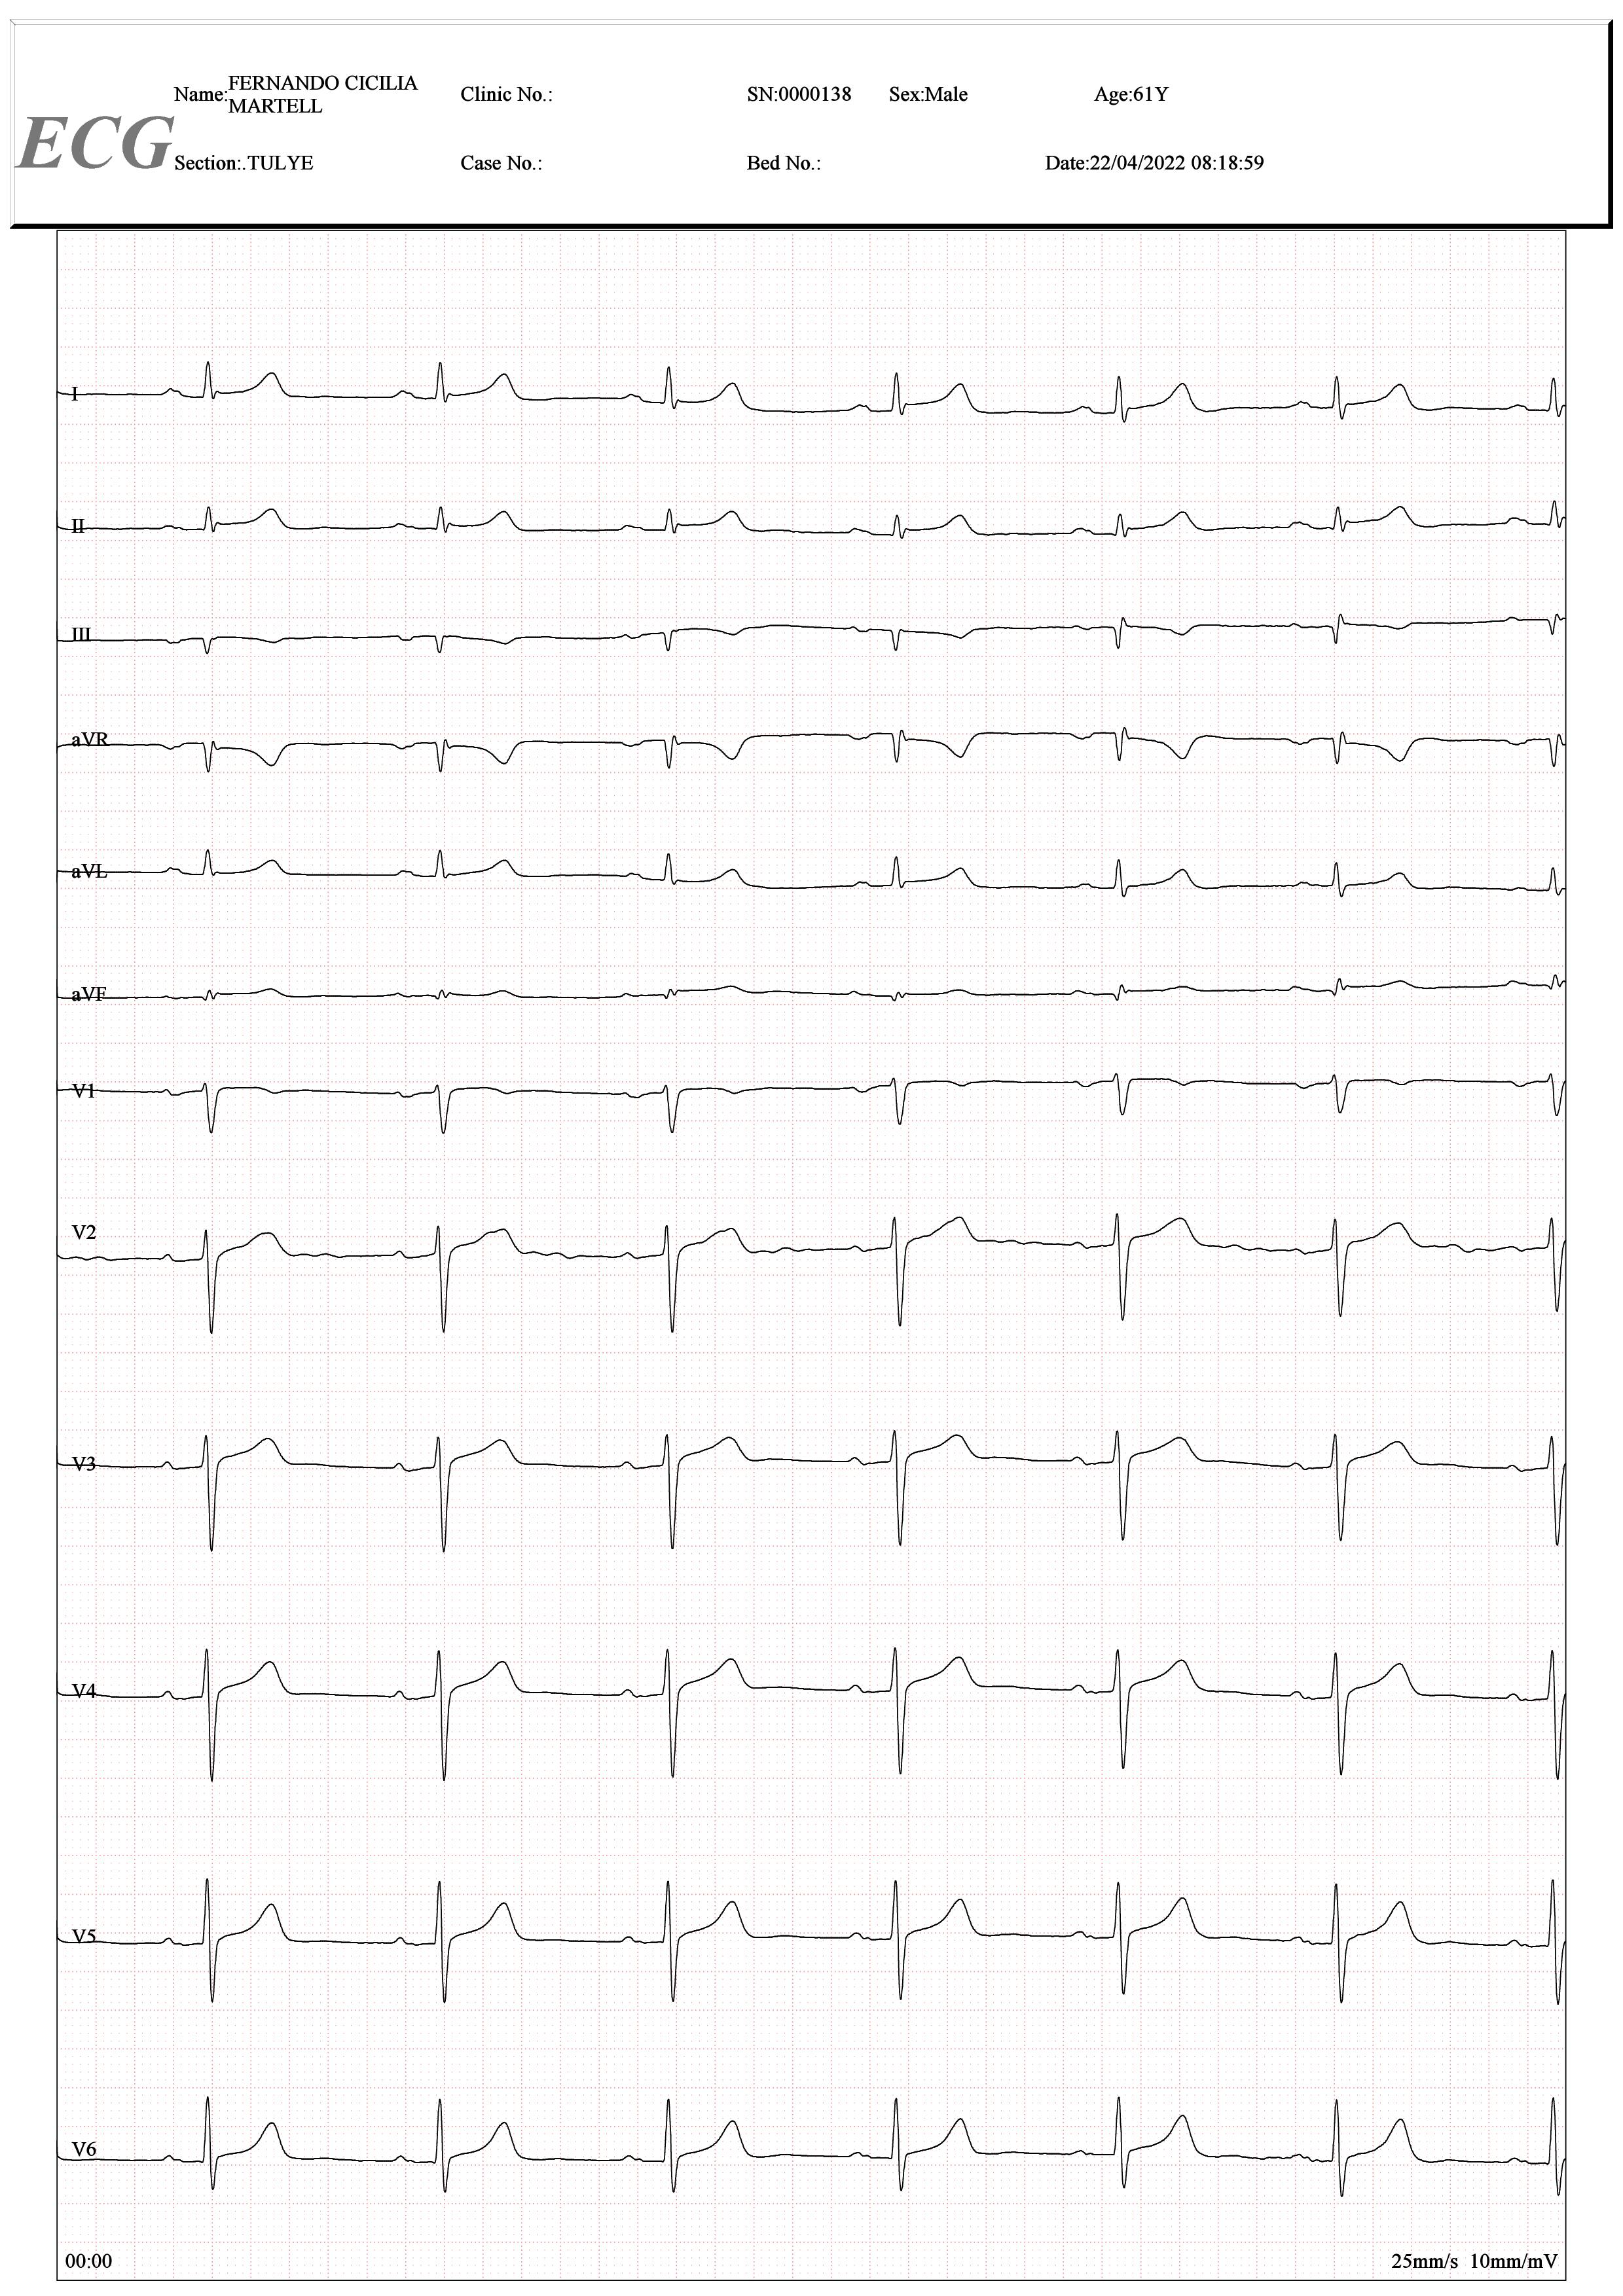 ECG
Name:FERNANDO CICILIA MARTELL Clinic No.: SN:0000138 Sex:Male Age:61Y
Section:.TULYE Case No.: Bed No.: Date:22/04/2022 08:18:59
I
II
III
aVR
aVL
aVF
V1
V2
V3
V4
V5
V6
00:00 25mm/s 10mm/mV